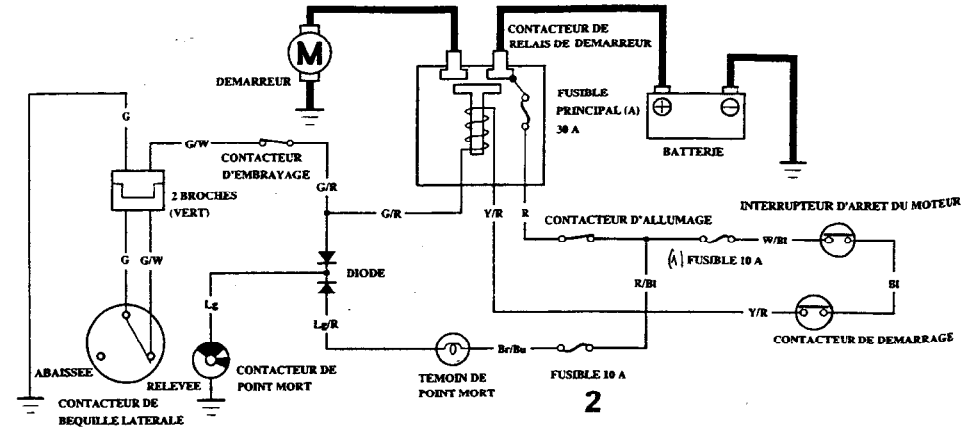 CONTACTEUR DE
RELAIS DE DEMARREUR
M
DEMARREUR
FUSIBLE
PRINCIPAL (A)
30 A
BATTERIE
G
G/W
CONTACTEUR
D'EMBRAYAGE
G/R
2 BROCHES
(VERT)
G/R
Y/R
R
CONTACTEUR D'ALLUMAGE
INTERRUPTEUR D'ARRET DU MOTEUR
W/Bl
(A) FUSIBLE 10 A
G
G/W
DIODE
R/Bl
Bl
Lg
Lg/R
Y/R
CONTACTEUR DE DEMARRAGE
Br/Bu
ABAISSEE
RELEVEE
CONTACTEUR DE
POINT MORT
TEMOIN DE
POINT MORT
FUSIBLE 10 A
CONTACTEUR DE
BEQUILLE LATERALE
2